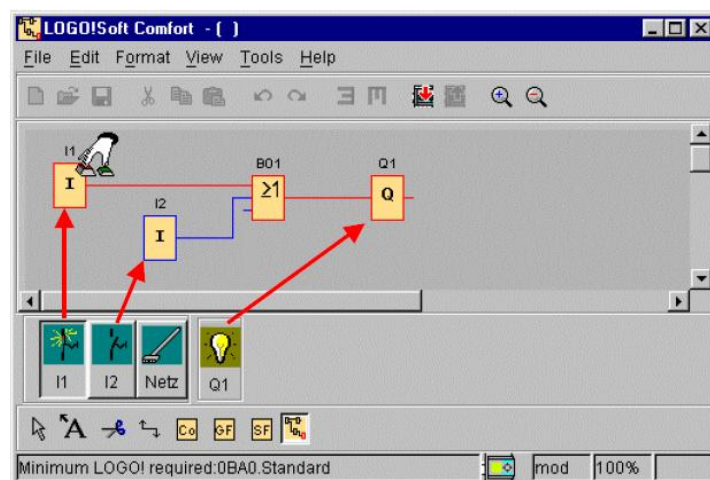 LOGO!Soft Comfort - ( )
File Edit Format View Tools Help
I1 B01 Q1
I ≥1 Q
I2
I
I1 I2 Netz Q1
A Co GF SF
Minimum LOGO! required:0BA0.Standard mod 100%